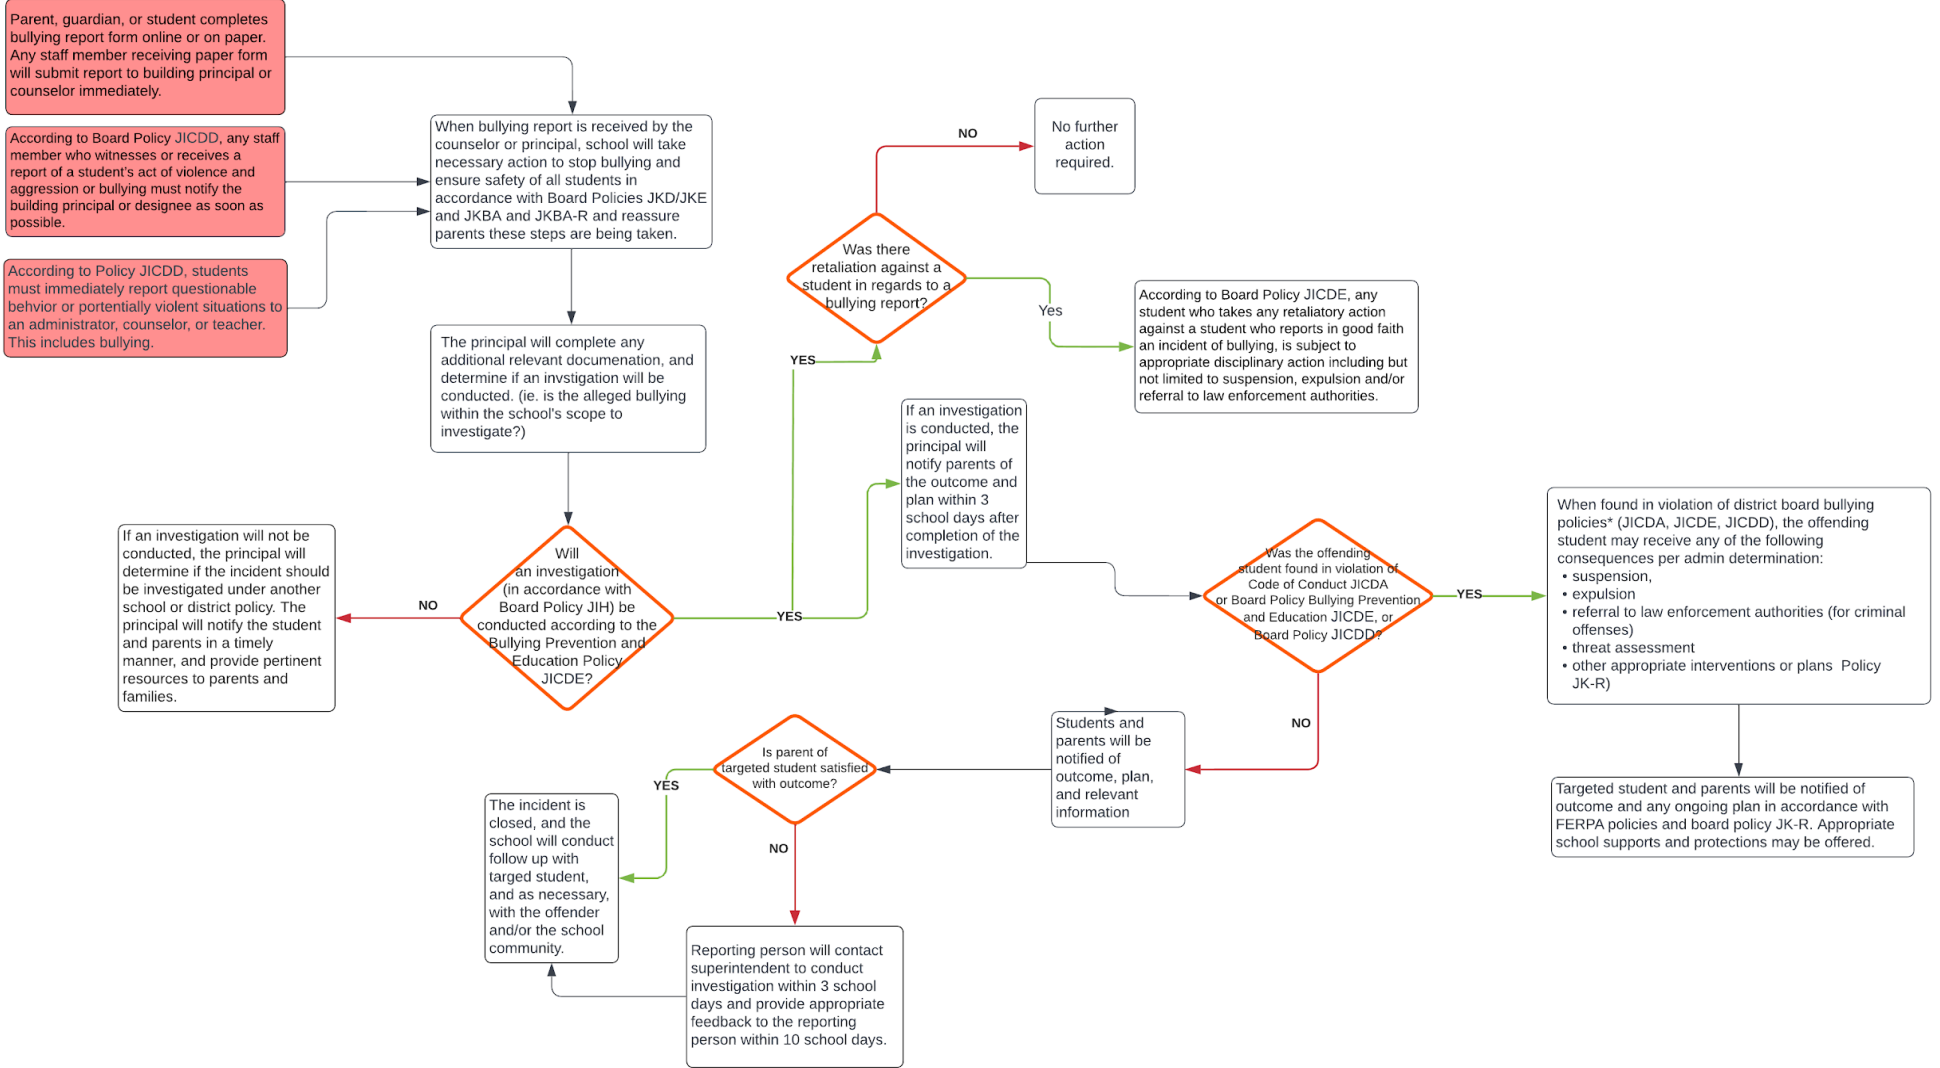 Parent, guardian, or student completes
bullying report form online or on paper.
Any staff member receiving paper form
will submit report to building principal or
counselor immediately.
According to Board Policy JICDD, any staff
member who witnesses or receives a
report of a student's act of violence and
aggression or bullying must notify the
building principal or designee as soon as
possible.
According to Policy JICDD, students
must immediately report questionable
behvior or portentially violent situations to
an administrator, counselor, or teacher.
This includes bullying.
When bullying report is received by the
counselor or principal, school will take
necessary action to stop bullying and
ensure safety of all students in
accordance with Board Policies JKD/JKE
and JKBA and JKBA-R and reassure
parents these steps are being taken.
The principal will complete any
additional relevant documenation, and
determine if an invstigation will be
conducted. (ie. is the alleged bullying
within the school's scope to
investigate?)
Will
an investigation
(in accordance with
Board Policy JIH) be
conducted according to the
Bullying Prevention and
Education Policy
JICDE?
NO
If an investigation will not be
conducted, the principal will
determine if the incident should
be investigated under another
school or district policy. The
principal will notify the student
and parents in a timely
manner, and provide pertinent
resources to parents and
families.
YES
YES
Was there
retaliation against a
student in regards to a
bullying report?
NO
No further
action
required.
Yes
According to Board Policy JICDE, any
student who takes any retaliatory action
against a student who reports in good faith
an incident of bullying, is subject to
appropriate disciplinary action including but
not limited to suspension, expulsion and/or
referral to law enforcement authorities.
If an investigation
is conducted, the
principal will
notify parents of
the outcome and
plan within 3
school days after
completion of the
investigation.
Was the offending
student found in violation of
Code of Conduct JICDA
or Board Policy Bullying Prevention
and Education JICDE, or
Board Policy JICDD?
YES
When found in violation of district board bullying
policies* (JICDA, JICDE, JICDD), the offending
student may receive any of the following
consequences per admin determination:
• suspension,
• expulsion
• referral to law enforcement authorities (for criminal
offenses)
• threat assessment
• other appropriate interventions or plans Policy
JK-R)
Targeted student and parents will be notified of
outcome and any ongoing plan in accordance with
FERPA policies and board policy JK-R. Appropriate
school supports and protections may be offered.
NO
Students and
parents will be
notified of
outcome, plan,
and relevant
information
Is parent of
targeted student satisfied
with outcome?
YES
The incident is
closed, and the
school will conduct
follow up with
targed student,
and as necessary,
with the offender
and/or the school
community.
NO
Reporting person will contact
superintendent to conduct
investigation within 3 school
days and provide appropriate
feedback to the reporting
person within 10 school days.